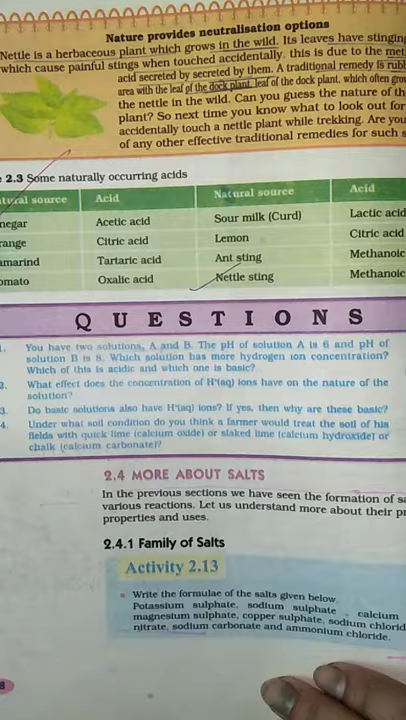 Nature provides neutralisation options
Nettle is a herbaceous plant which grows in the wild. Its leaves have stinging
which cause painful stings when touched accidentally, this is due to the met
acid secreted by secreted by them. A traditional remedy is rubb
area with the leaf pf the dock plant, leaf of the dock plant, which often grow
the nettle in the wild. Can you guess the nature of th
plant? So next time you know what to look out for
accidentally touch a nettle plant while trekking. Are you
of any other effective traditional remedies for such s
2.3 Some naturally occurring acids
tural source Acid Natural source Acid
negar Acetic acid Sour milk (Curd) Lactic acid
range Citric acid Lemon Citric acid
amarind Tartaric acid Ant sting Methanoic
omato Oxalic acid Nettle sting Methanoic
QUESTIONS
1. You have two solutions, A and B. The pH of solution A is 6 and pH of
solution B is 8. Which solution has more hydrogen ion concentration?
Which of this is acidic and which one is basic?
2. What effect does the concentration of H⁺(aq) ions have on the nature of the
solution?
3. Do basic solutions also have H⁺(aq) ions? If yes, then why are these basic?
4. Under what soil condition do you think a farmer would treat the soil of his
fields with quick lime (calcium oxide) or slaked lime (calcium hydroxide) or
chalk (calcium carbonate)?
2.4 MORE ABOUT SALTS
In the previous sections we have seen the formation of sa
various reactions. Let us understand more about their pr
properties and uses.
2.4.1 Family of Salts
Activity 2.13
Write the formulae of the salts given below.
Potassium sulphate, sodium sulphate, calcium
magnesium sulphate, copper sulphate, sodium chlorid
nitrate, sodium carbonate and ammonium chloride.
8